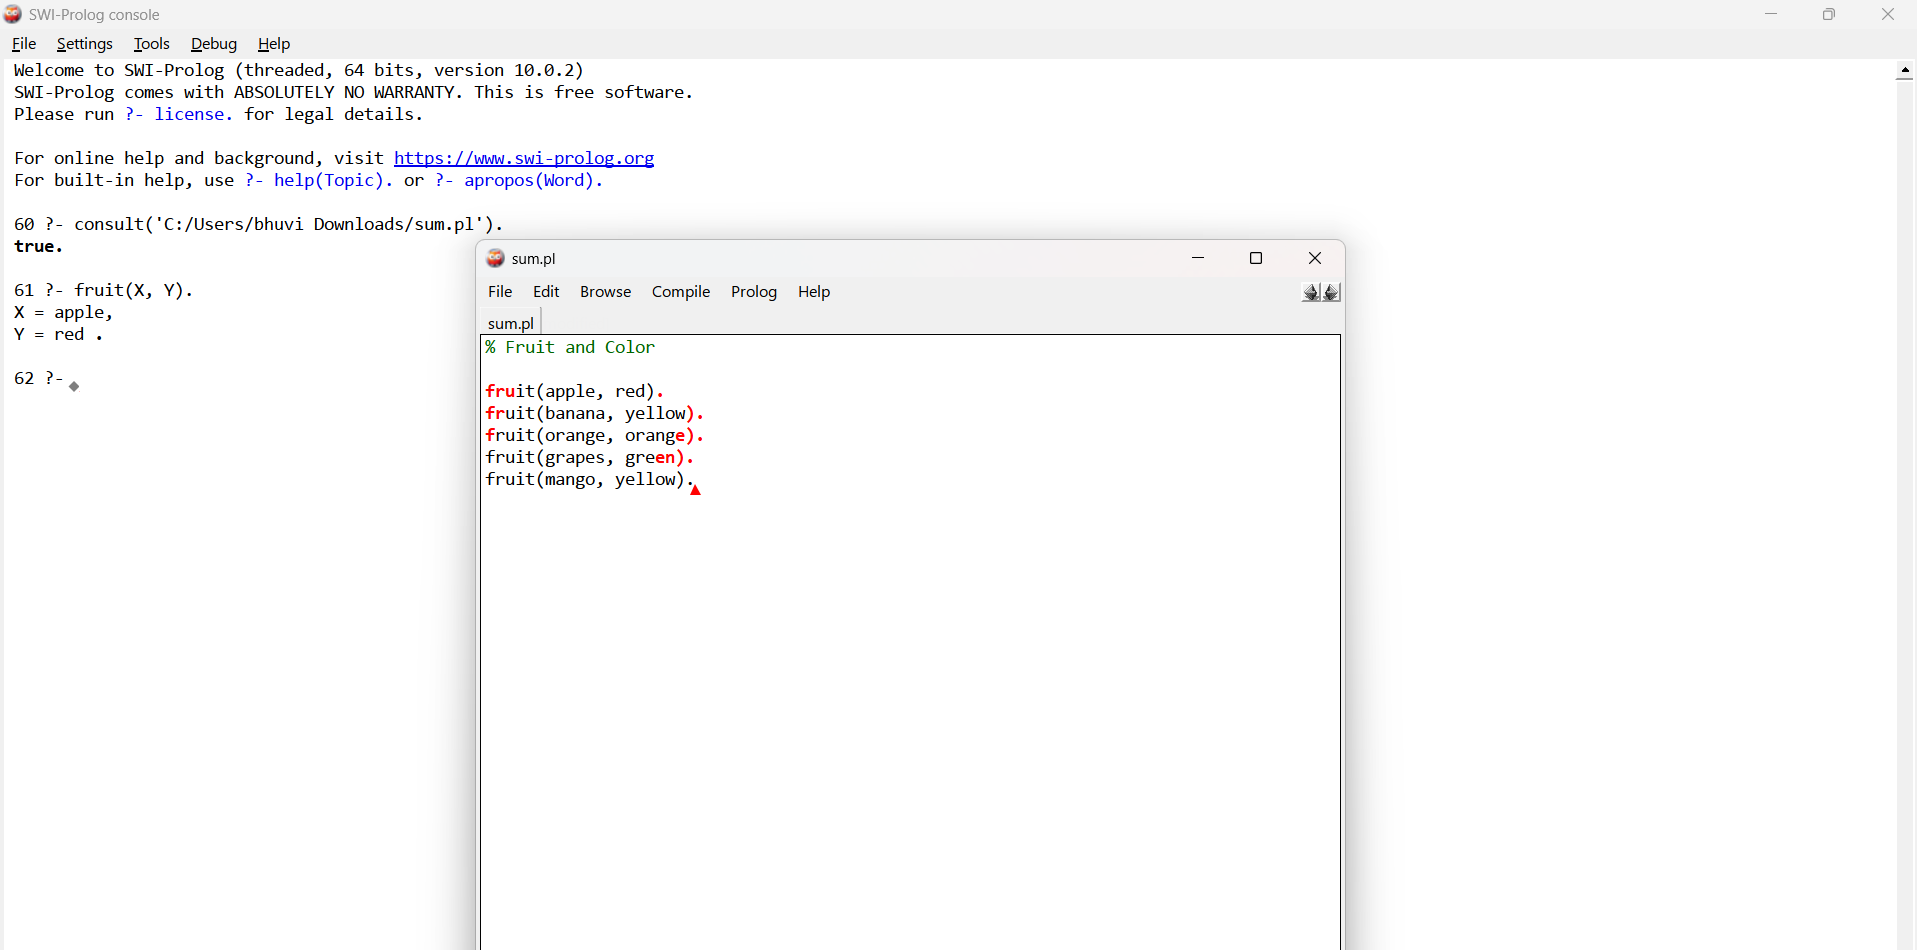 SWI-Prolog console
File Settings Tools Debug Help
Welcome to SWI-Prolog (threaded, 64 bits, version 10.0.2)
SWI-Prolog comes with ABSOLUTELY NO WARRANTY. This is free software.
Please run ?- license. for legal details.
For online help and background, visit https://www.swi-prolog.org
For built-in help, use ?- help(Topic). or ?- apropos(Word).
60 ?- consult('C:/Users/bhuvi Downloads/sum.pl').
true.
61 ?- fruit(X, Y).
X = apple,
Y = red .
62 ?-
sum.pl
File Edit Browse Compile Prolog Help
sum.pl
% Fruit and Color
fruit(apple, red).
fruit(banana, yellow).
fruit(orange, orange).
fruit(grapes, green).
fruit(mango, yellow).